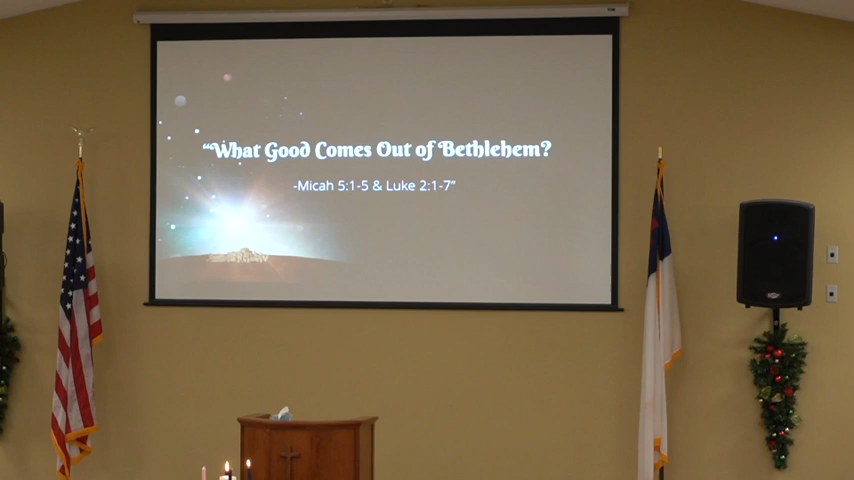 “What Good Comes Out of Bethlehem?
-Micah 5:1-5 & Luke 2:1-7”